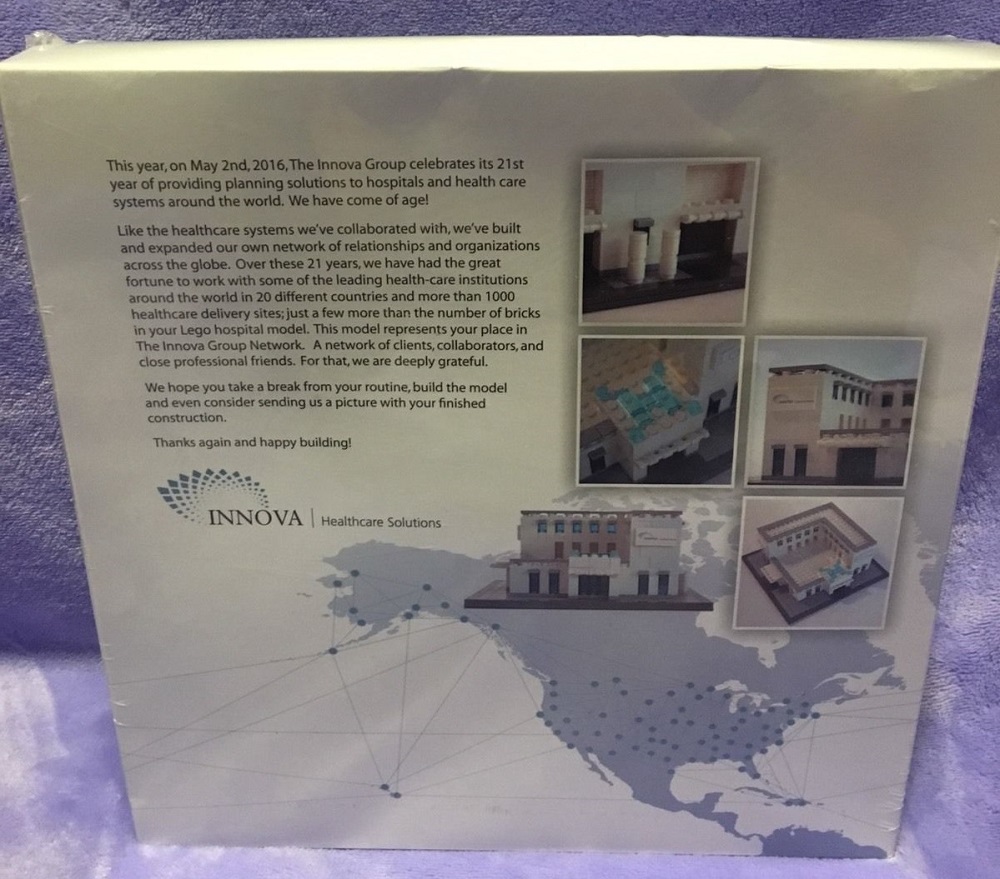 This year, on May 2nd, 2016, The Innova Group celebrates its 21st
year of providing planning solutions to hospitals and health care
systems around the world. We have come of age!
Like the healthcare systems we've collaborated with, we've built
and expanded our own network of relationships and organizations
across the globe. Over these 21 years, we have had the great
fortune to work with some of the leading health-care institutions
around the world in 20 different countries and more than 1000
healthcare delivery sites; just a few more than the number of bricks
in your Lego hospital model. This model represents your place in
The Innova Group Network. A network of clients, collaborators, and
close professional friends. For that, we are deeply grateful.
We hope you take a break from your routine, build the model
and even consider sending us a picture with your finished
construction.
Thanks again and happy building!
INNOVA | Healthcare Solutions